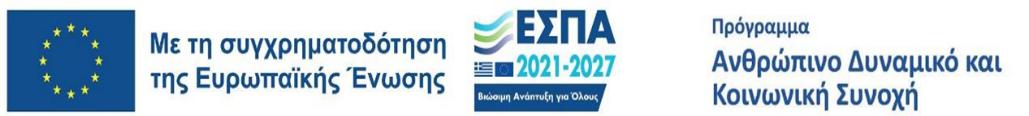 Με τη συγχρηματοδότηση
της Ευρωπαϊκής Ένωσης
ΕΣΠΑ
2021-2027
Βιώσιμη Ανάπτυξη για Όλους
Πρόγραμμα
Ανθρώπινο Δυναμικό και
Κοινωνική Συνοχή